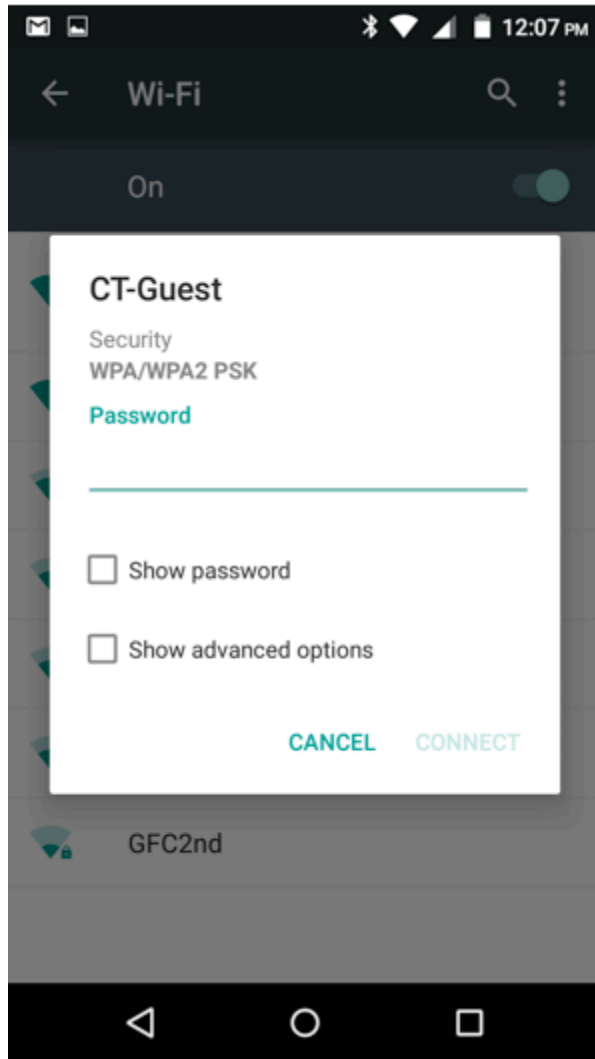 12:07 PM
Wi-Fi
On
CT-Guest
Security
WPA/WPA2 PSK
Password
Show password
Show advanced options
CANCEL CONNECT
GFC2nd